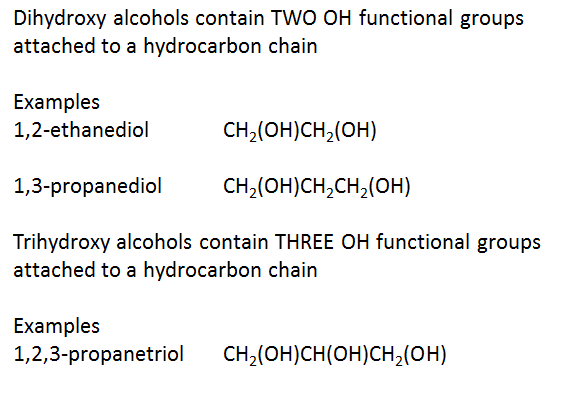 Dihydroxy alcohols contain TWO OH functional groups
attached to a hydrocarbon chain
Examples
1,2-ethanediol CH₂(OH)CH₂(OH)
1,3-propanediol CH₂(OH)CH₂CH₂(OH)
Trihydroxy alcohols contain THREE OH functional groups
attached to a hydrocarbon chain
Examples
1,2,3-propanetriol CH₂(OH)CH(OH)CH₂(OH)